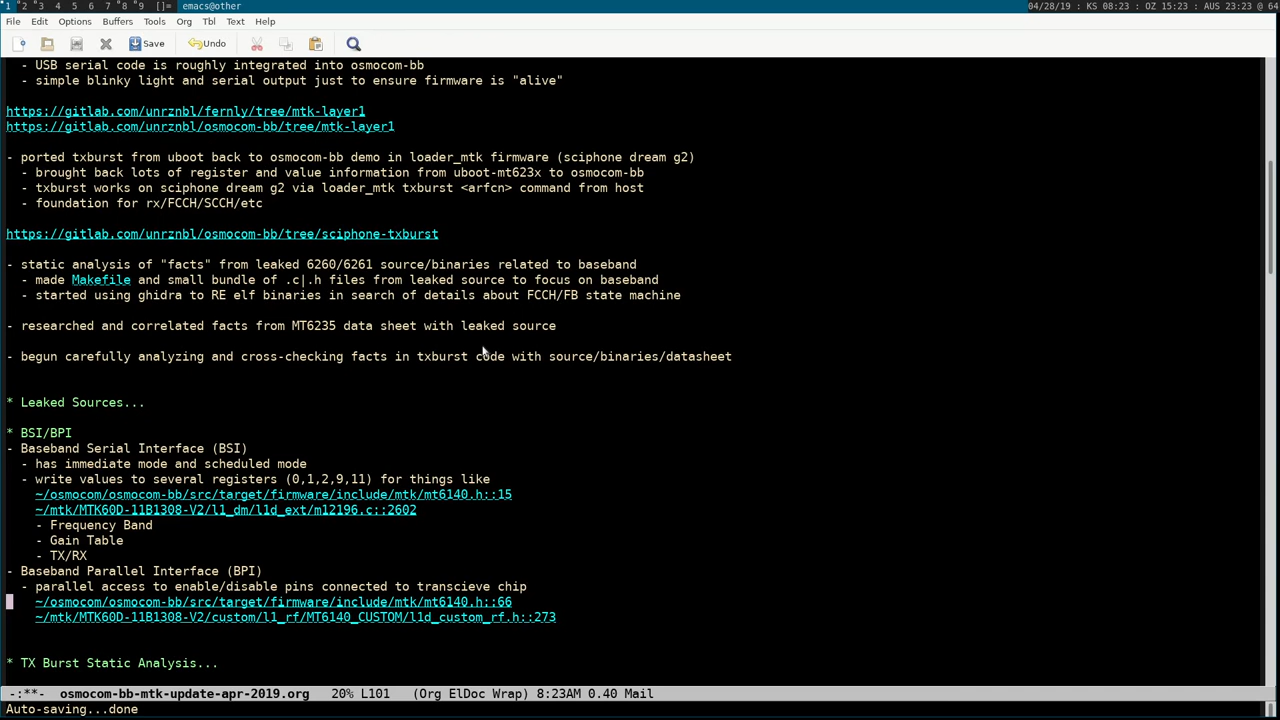 1 2 3 4 5 6 7 8 9 []= emacs@other 04/28/19 : KS 08:23 : OZ 15:23 : AUS 23:23 @ 64
File Edit Options Buffers Tools Org Tbl Text Help
Save Undo
- USB serial code is roughly integrated into osmocom-bb
- simple blinky light and serial output just to ensure firmware is "alive"
https://gitlab.com/unrznbl/fernly/tree/mtk-layer1
https://gitlab.com/unrznbl/osmocom-bb/tree/mtk-layer1
- ported txburst from uboot back to osmocom-bb demo in loader_mtk firmware (sciphone dream g2)
- brought back lots of register and value information from uboot-mt623x to osmocom-bb
- txburst works on sciphone dream g2 via loader_mtk txburst <arfcn> command from host
- foundation for rx/FCCH/SCCH/etc
https://gitlab.com/unrznbl/osmocom-bb/tree/sciphone-txburst
- static analysis of "facts" from leaked 6260/6261 source/binaries related to baseband
- made Makefile and small bundle of .c|.h files from leaked source to focus on baseband
- started using ghidra to RE elf binaries in search of details about FCCH/FB state machine
- researched and correlated facts from MT6235 data sheet with leaked source
- begun carefully analyzing and cross-checking facts in txburst code with source/binaries/datasheet
* Leaked Sources...
* BSI/BPI
- Baseband Serial Interface (BSI)
- has immediate mode and scheduled mode
- write values to several registers (0,1,2,9,11) for things like
~/osmocom/osmocom-bb/src/target/firmware/include/mtk/mt6140.h::15
~/mtk/MTK60D-11B1308-V2/l1_dm/l1d_ext/m12196.c::2602
- Frequency Band
- Gain Table
- TX/RX
- Baseband Parallel Interface (BPI)
- parallel access to enable/disable pins connected to transcieve chip
~/osmocom/osmocom-bb/src/target/firmware/include/mtk/mt6140.h::66
~/mtk/MTK60D-11B1308-V2/custom/l1_rf/MT6140_CUSTOM/l1d_custom_rf.h::273
* TX Burst Static Analysis...
-:**- osmocom-bb-mtk-update-apr-2019.org 20% L101 (Org ElDoc Wrap) 8:23AM 0.40 Mail
Auto-saving...done